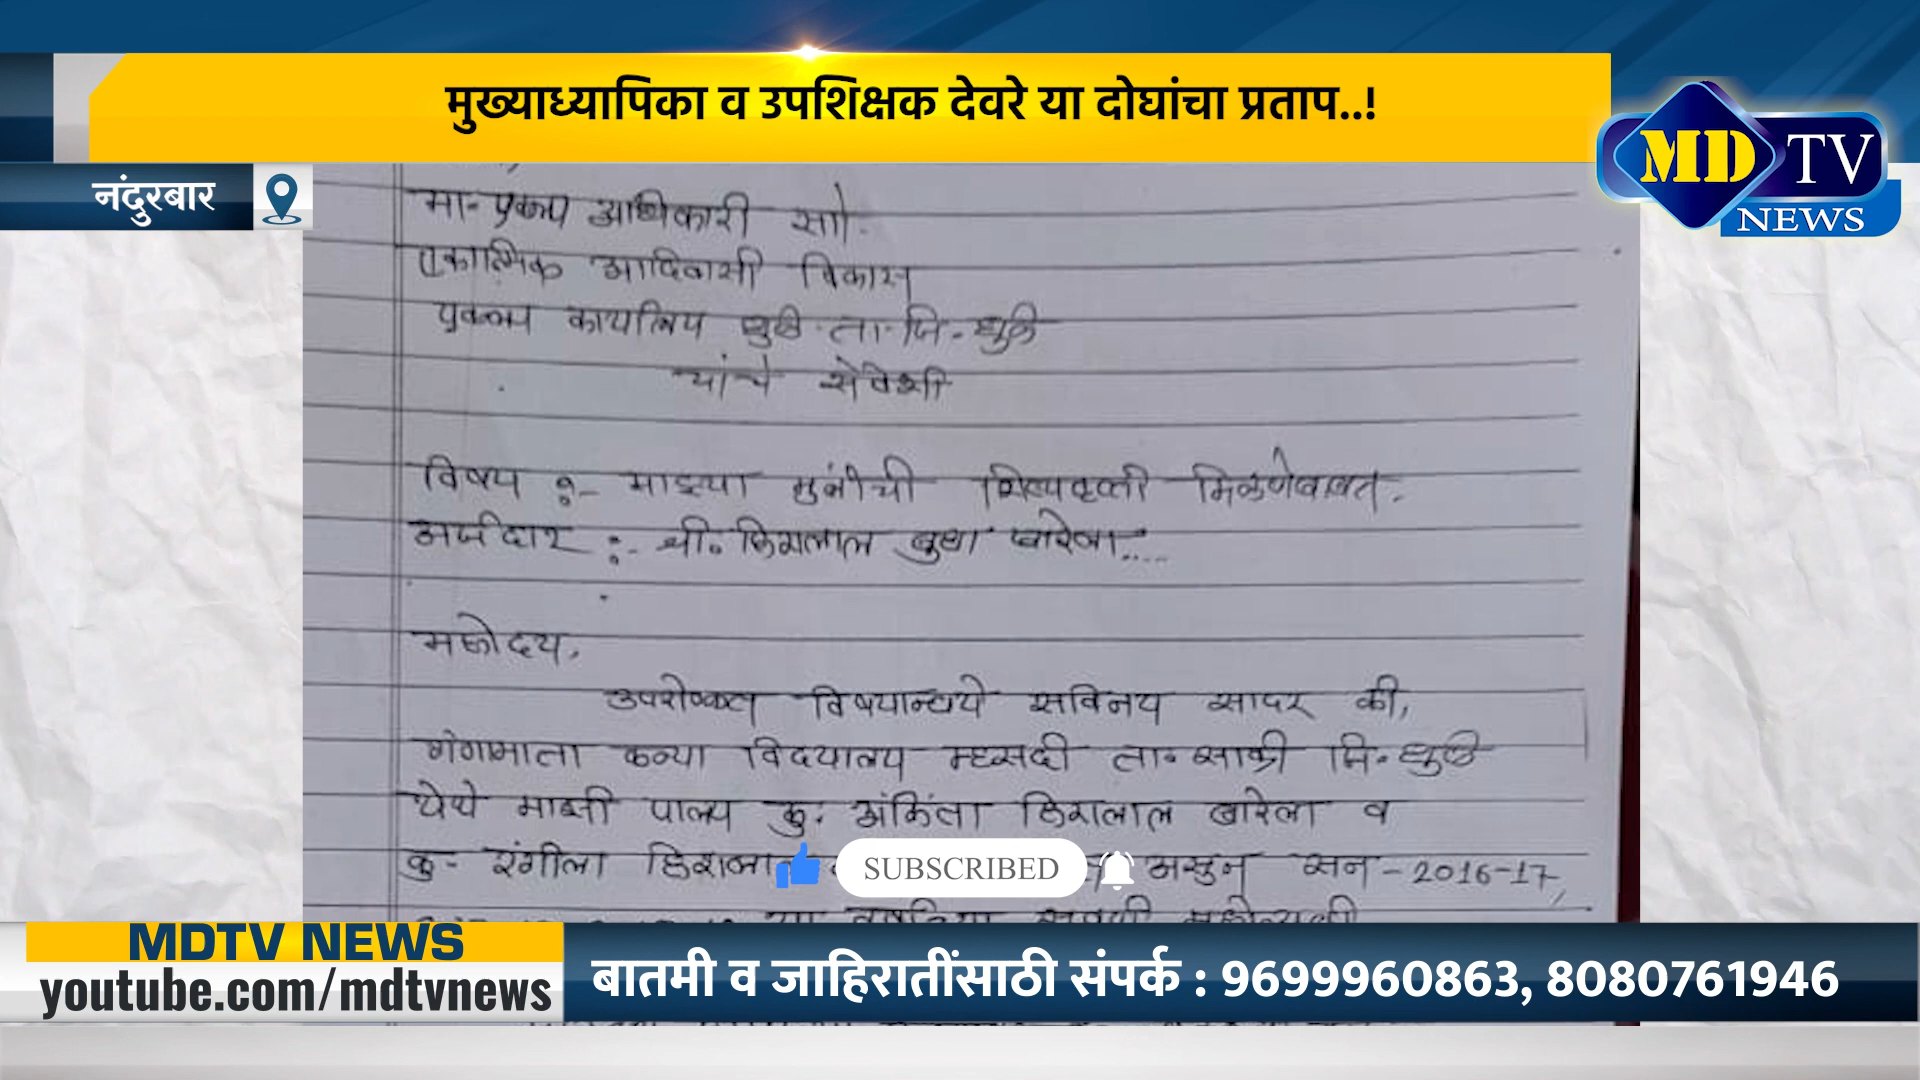 मुख्याध्यापिका व उपशिक्षक देवरे या दोघांचा प्रताप..!
MD TV
NEWS
नंदुरबार
मा- प्रकल्प अधिकारी सो.
एकात्मिक आदिवासी विकास
प्रकल्प कार्यालय धुळे ता. जि - धुळे
यांचे सेवेशी
विषय :- माझ्या मुलींची शिष्यवृत्ती मिळणेबाबत.
अर्जदार :- श्री. हिरालाल बुधा बारेला....
महोदय,
उपरोक्त विषयान्वये सविनय सादर की,
गंगामाता कन्या विदयालय म्हसदी ता. साक्री जि. धुळे
येथे माझी पाल्य कु. अंकिता हिरालाल बारेला व
कु- रंगीला हिरालाल असुन सन - 2016-17,
SUBSCRIBED
MDTV NEWS
youtube.com/mdtvnews
बातमी व जाहिरातींसाठी संपर्क : 9699960863, 8080761946